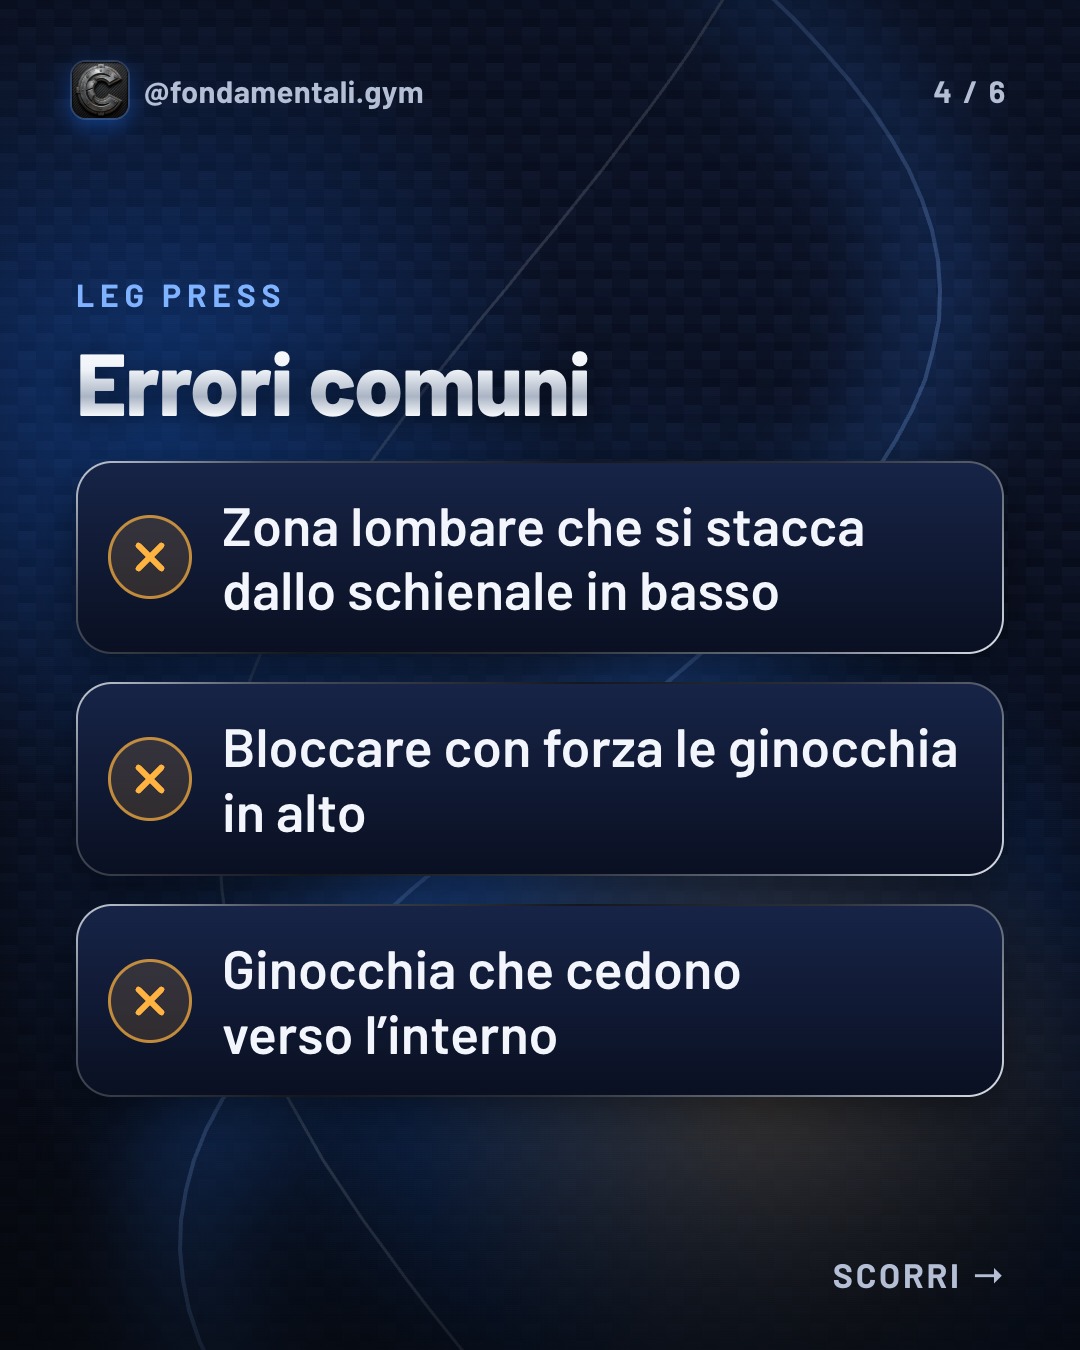 @fondamentali.gym
4 / 6
LEG PRESS
Errori comuni
Zona lombare che si stacca
dallo schienale in basso
Bloccare con forza le ginocchia
in alto
Ginocchia che cedono
verso l’interno
SCORRI →